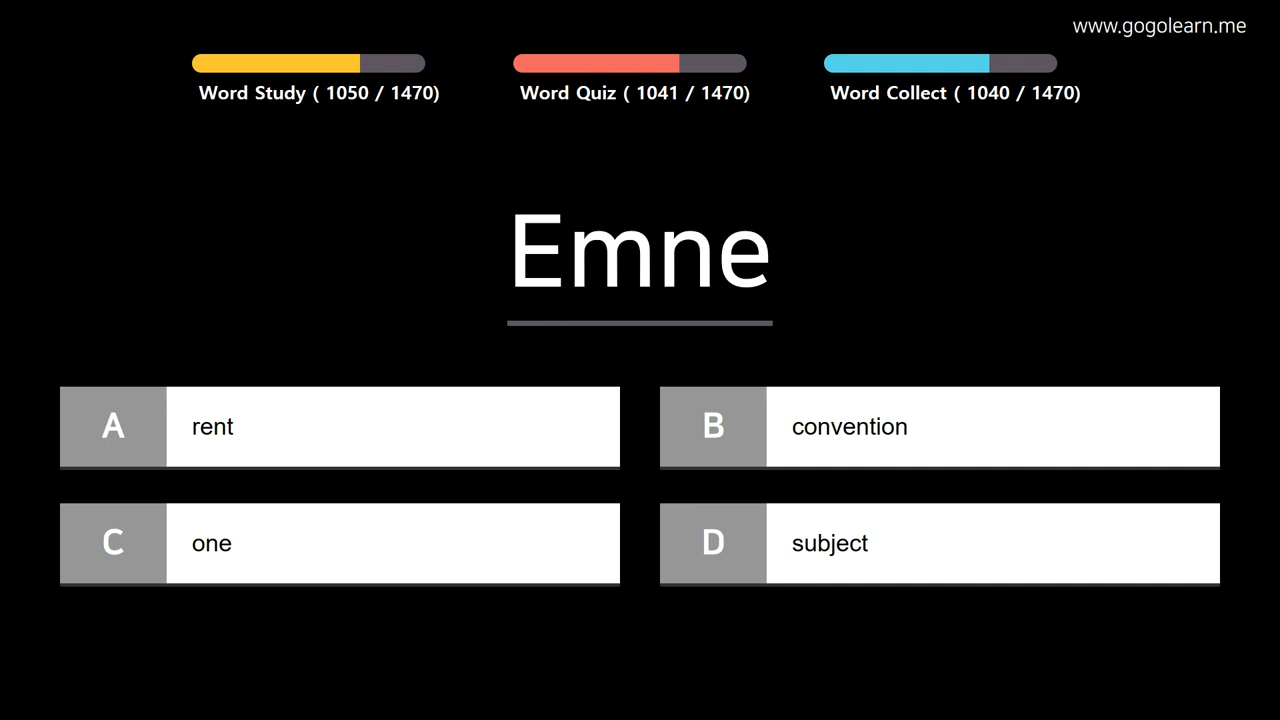 www.gogolearn.me
Word Study ( 1050 / 1470)
Word Quiz ( 1041 / 1470)
Word Collect ( 1040 / 1470)
Emne
A rent
B convention
C one
D subject